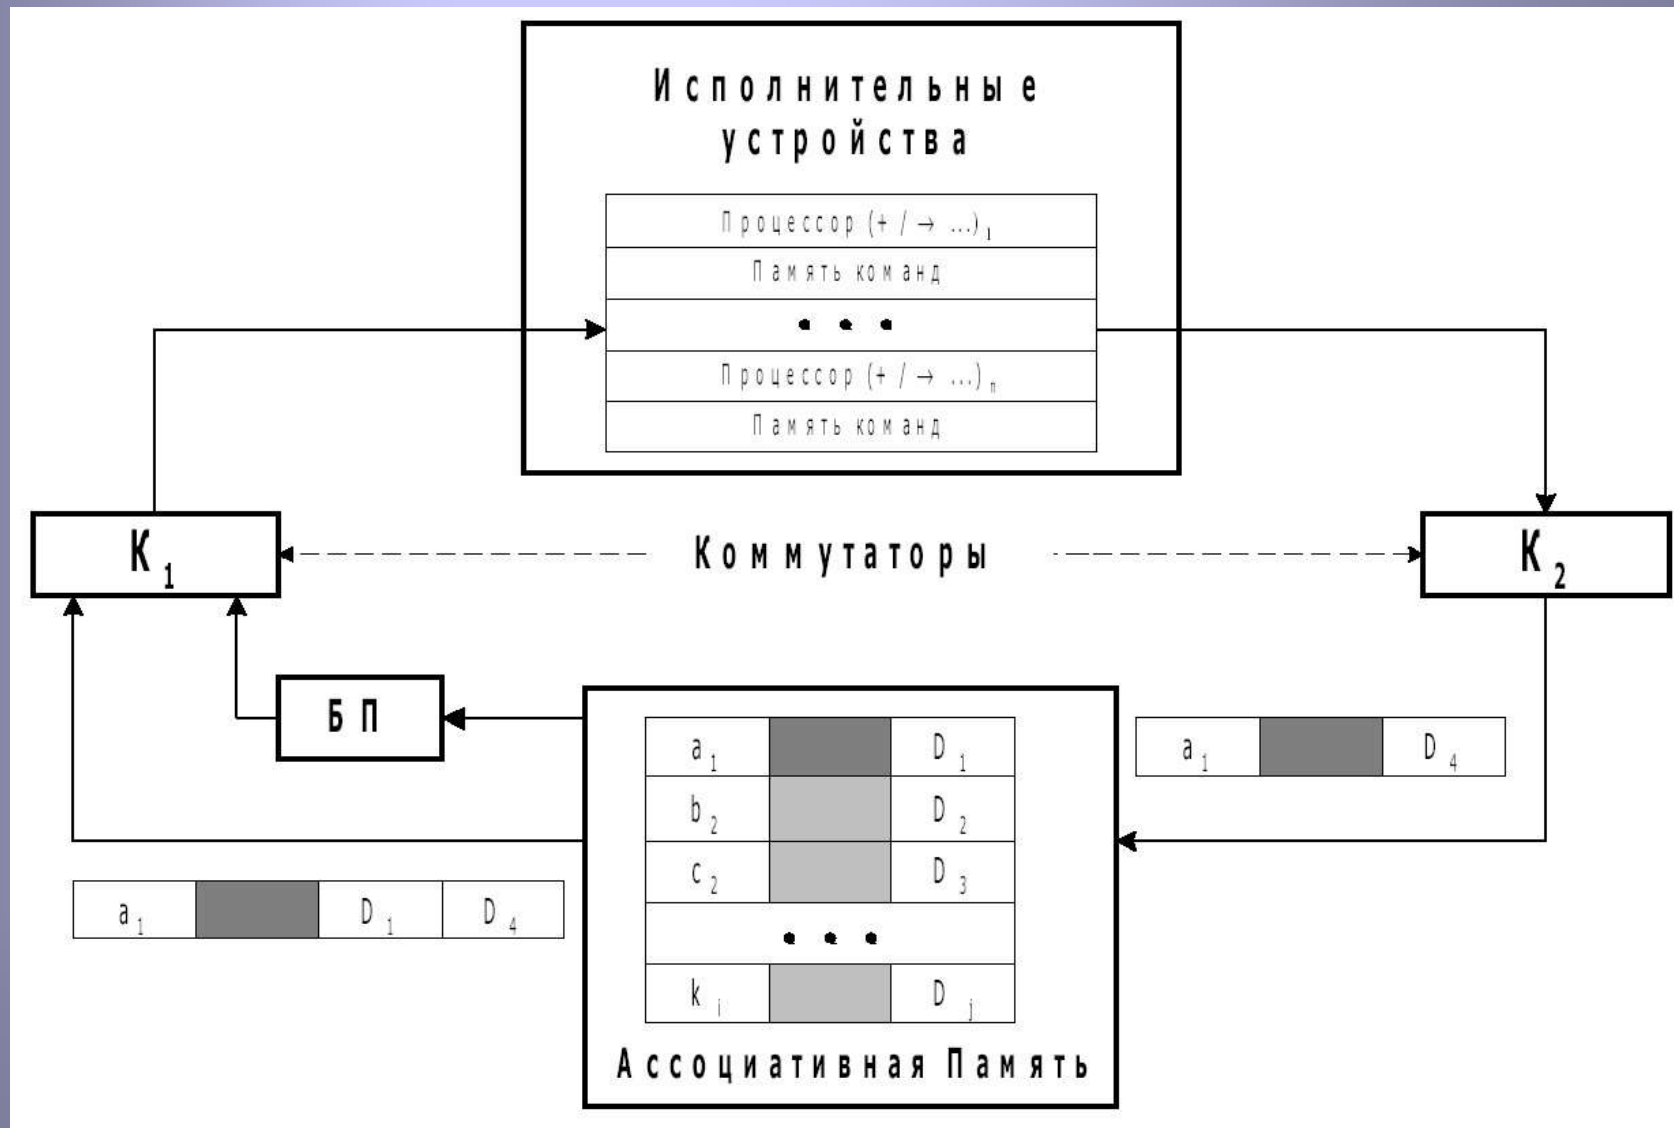 Исполнительные
устройства
Процессор (+ / → ...)₁
Память команд
• • •
Процессор (+ / → ...)ₙ
Память команд
К₁
Коммутаторы
К₂
БП
a₁ D₁
b₂ D₂
c₂ D₃
• • •
kᵢ Dⱼ
Ассоциативная Память
a₁ D₄
a₁ D₁ D₄